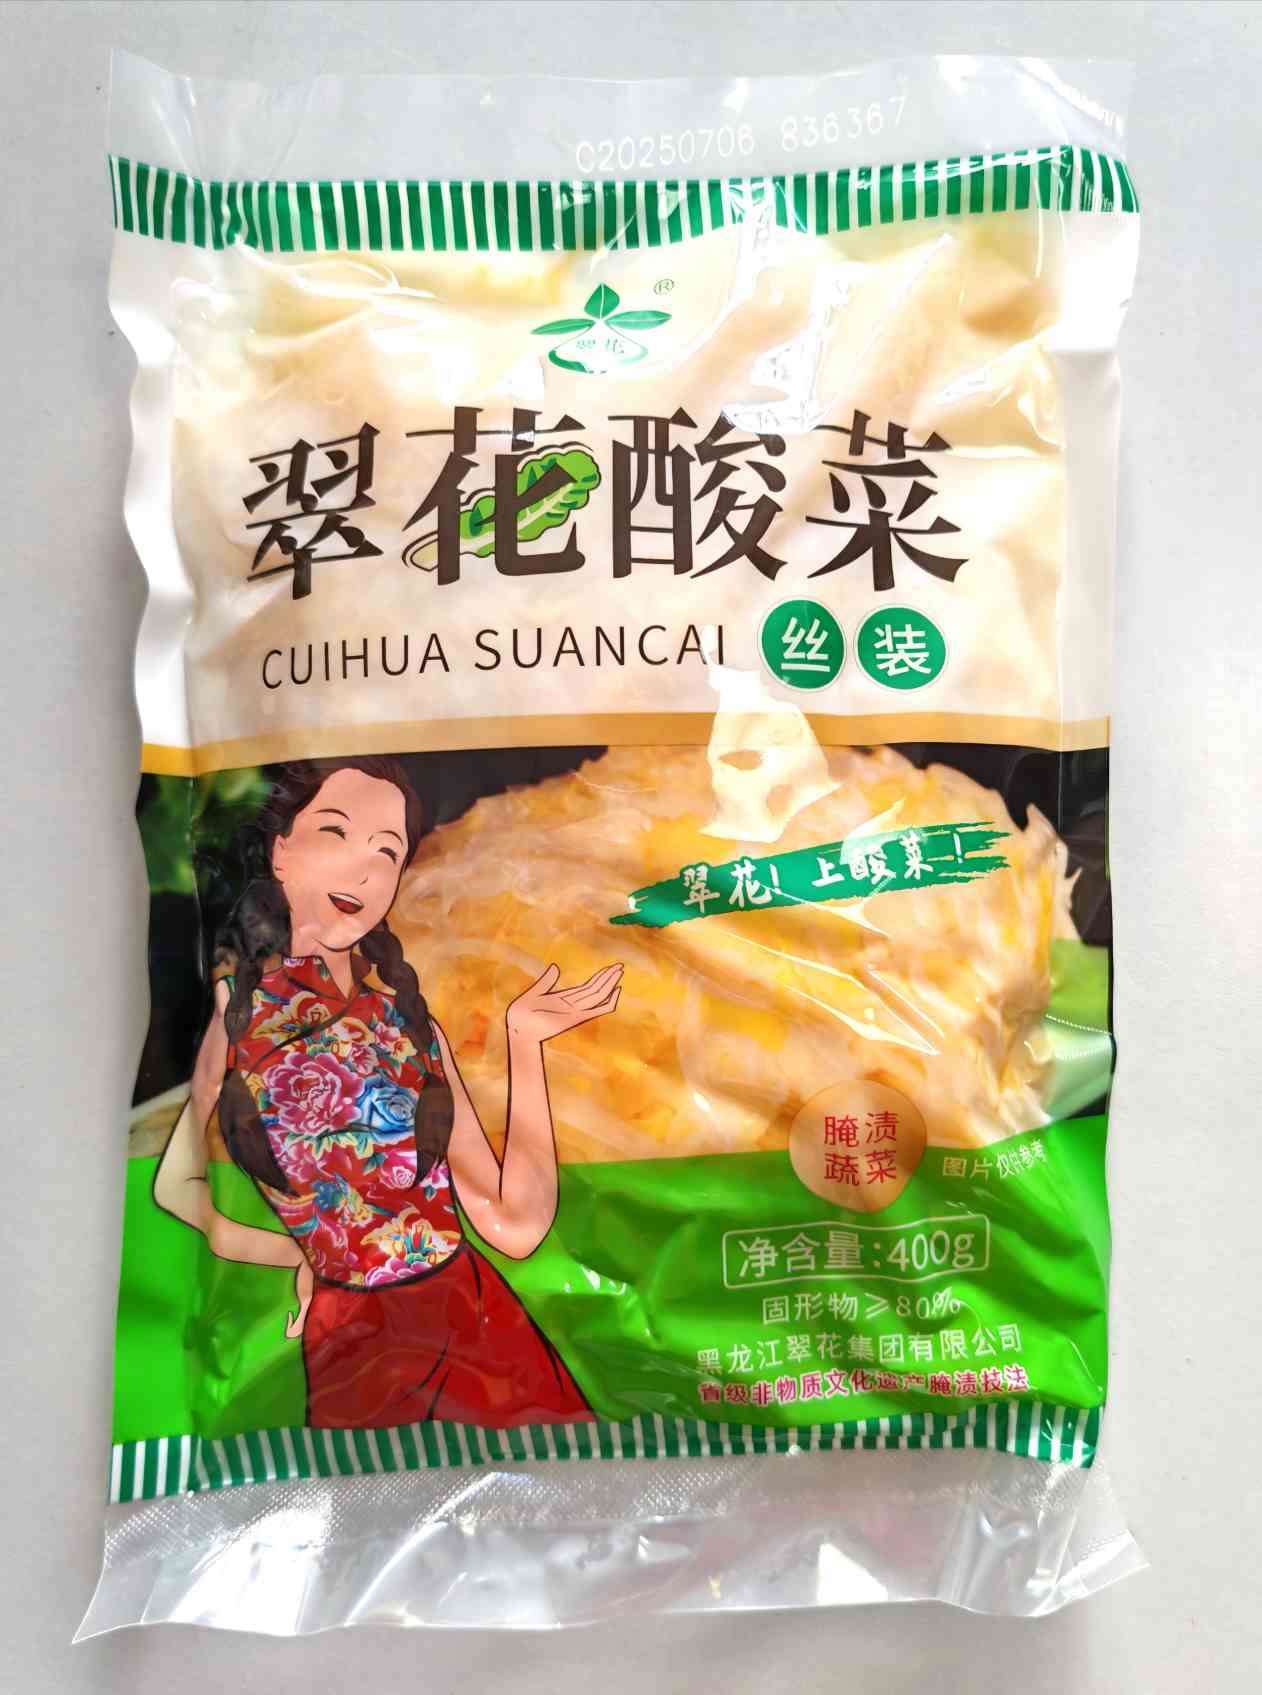 C20250706 836367
®
翠花
翠花酸菜
CUIHUA SUANCAI 丝装
翠花！上酸菜！
腌渍
蔬菜
图片仅供参考
净含量:400g
固形物≥80%
黑龙江翠花集团有限公司
省级非物质文化遗产腌渍技法